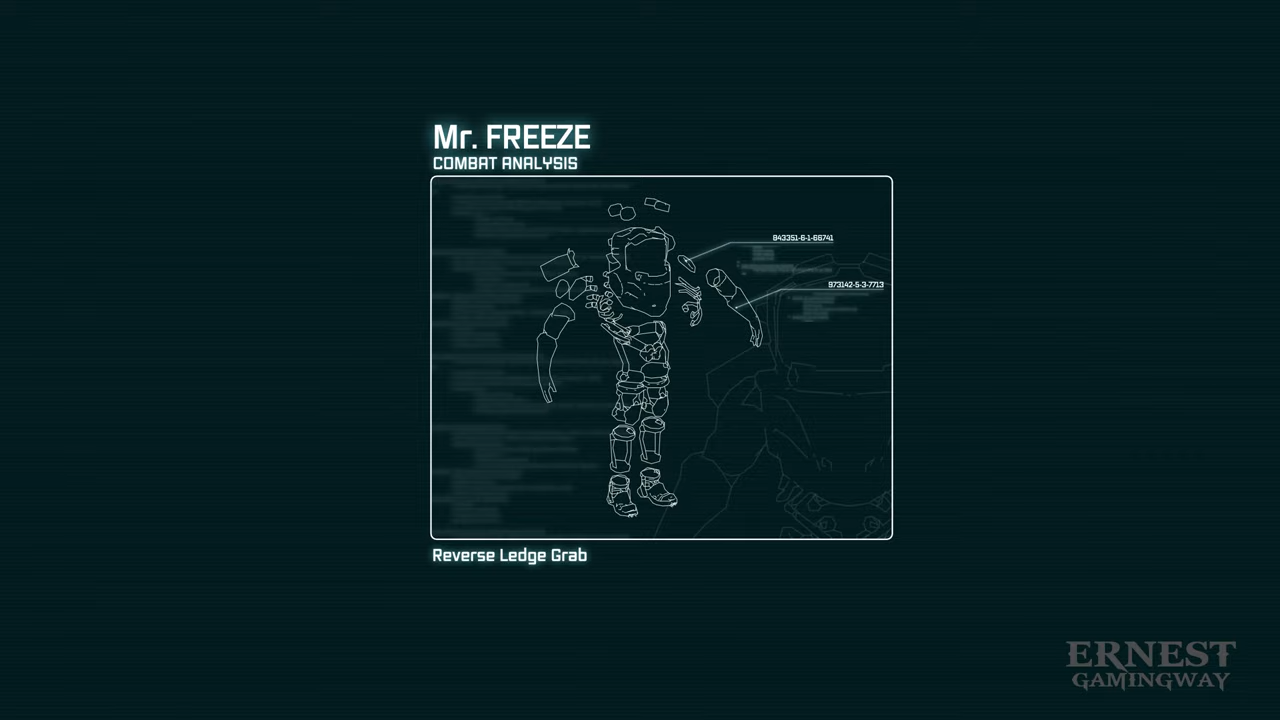 Mr. FREEZE
COMBAT ANALYSIS
843351-6-1-66741
973142-5-3-7713
Reverse Ledge Grab
ERNEST
GAMINGWAY